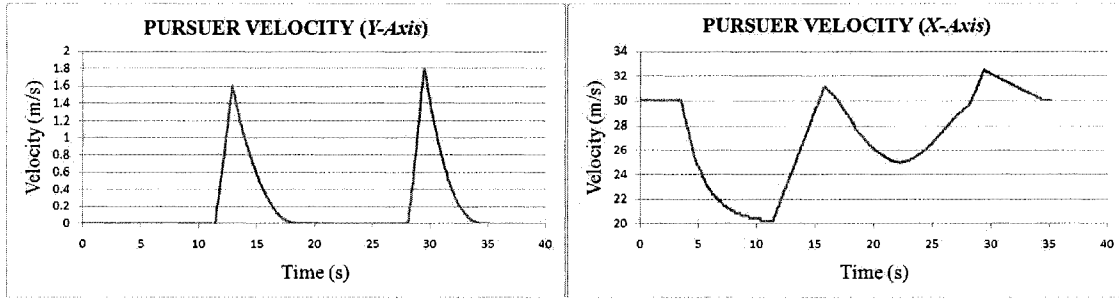 PURSUER VELOCITY (Y-Axis)
2
1.8
1.6
1.4
1.2
1
0.8
0.6
0.4
0.2
0
Velocity (m/s)
0 5 10 15 20 25 30 35 40
Time (s)
PURSUER VELOCITY (X-Axis)
34
32
30
28
26
24
22
20
Velocity (m/s)
0 5 10 15 20 25 30 35 40
Time (s)